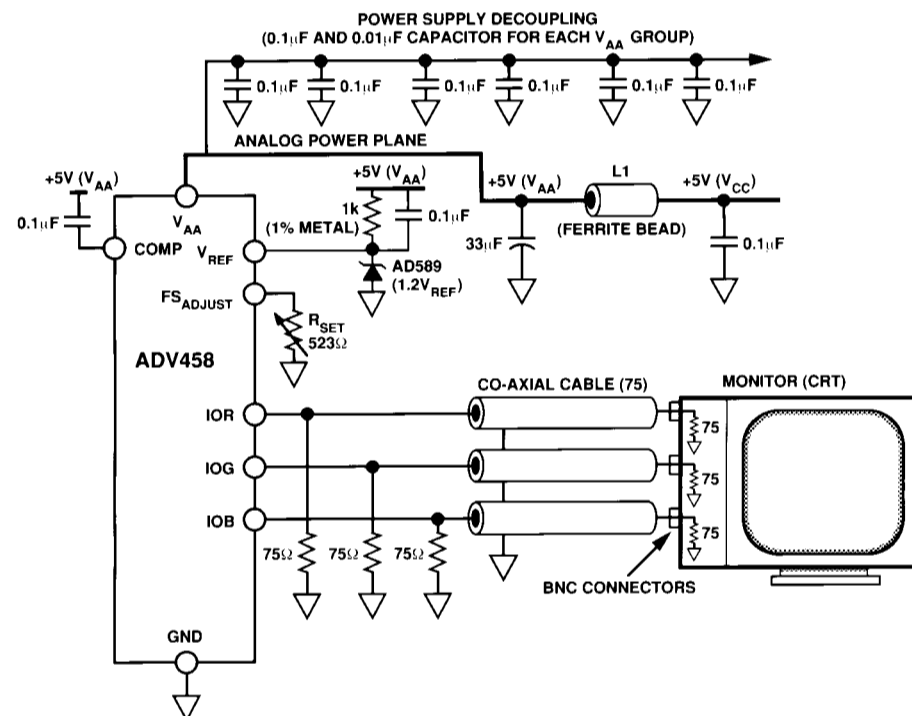 POWER SUPPLY DECOUPLING
(0.1µF AND 0.01µF CAPACITOR FOR EACH VAA GROUP)
0.1µF
0.1µF
0.1µF
0.1µF
0.1µF
0.1µF
ANALOG POWER PLANE
+5V (VAA)
0.1µF
COMP
VAA
VREF
(1% METAL)
+5V (VAA)
1k
0.1µF
AD589
(1.2VREF)
+5V (VAA)
33µF
L1
(FERRITE BEAD)
+5V (VCC)
0.1µF
FSADJUST
RSET
523Ω
ADV458
IOR
IOG
IOB
75Ω
75Ω
75Ω
CO-AXIAL CABLE (75)
MONITOR (CRT)
75
75
75
BNC CONNECTORS
GND